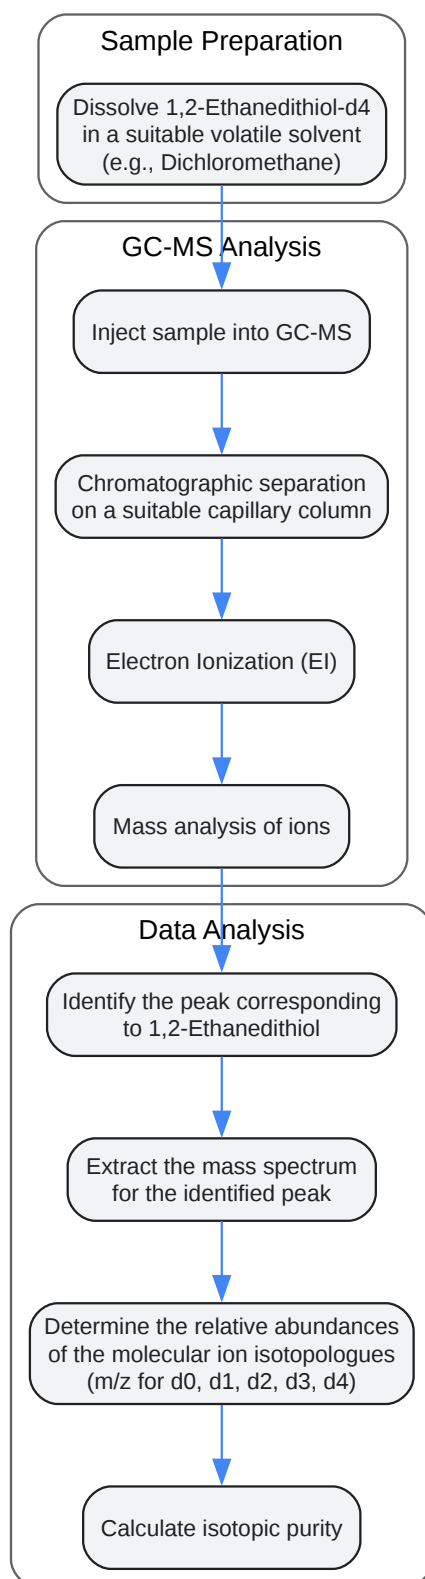 Sample Preparation
Dissolve 1,2-Ethanedithiol-d4
in a suitable volatile solvent
(e.g., Dichloromethane)
GC-MS Analysis
Inject sample into GC-MS
Chromatographic separation
on a suitable capillary column
Electron Ionization (EI)
Mass analysis of ions
Data Analysis
Identify the peak corresponding
to 1,2-Ethanedithiol
Extract the mass spectrum
for the identified peak
Determine the relative abundances
of the molecular ion isotopologues
(m/z for d0, d1, d2, d3, d4)
Calculate isotopic purity